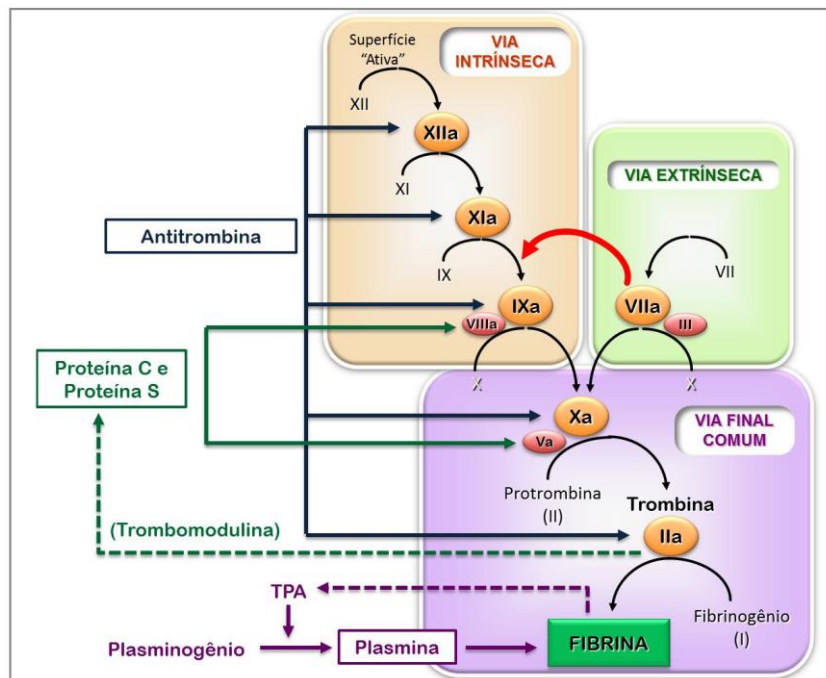 Superfície
"Ativa"
VIA
INTRÍNSECA
XII
XIIa
XI
VIA EXTRÍNSECA
XIa
Antitrombina
IX
VII
IXa
VIIa
VIIIa
III
Proteína C e
Proteína S
X
X
Xa
VIA FINAL
COMUM
Va
Protrombina
(II)
Trombina
(Trombomodulina)
IIa
TPA
Fibrinogênio
(I)
Plasminogênio
Plasmina
FIBRINA